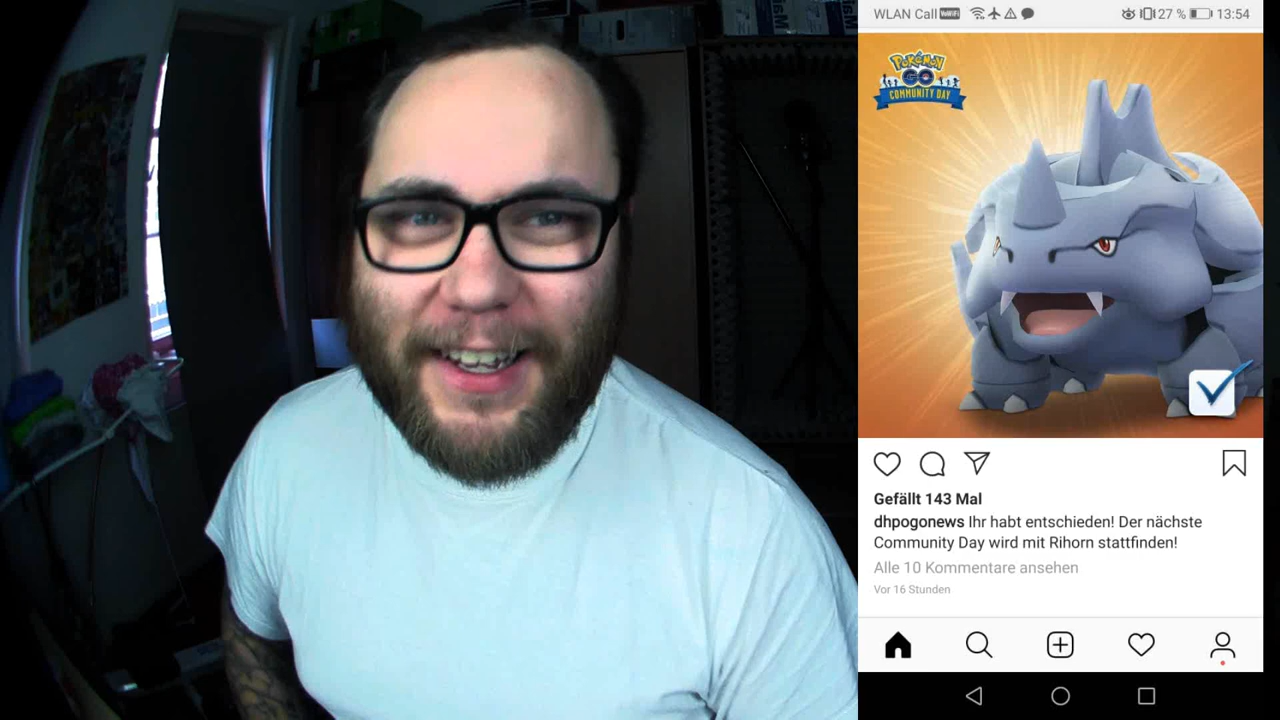 WLAN Call VoWiFi 27 % 13:54
Pokémon
GO
COMMUNITY DAY
Gefällt 143 Mal
dhpogonews Ihr habt entschieden! Der nächste
Community Day wird mit Rihorn stattfinden!
Alle 10 Kommentare ansehen
Vor 16 Stunden